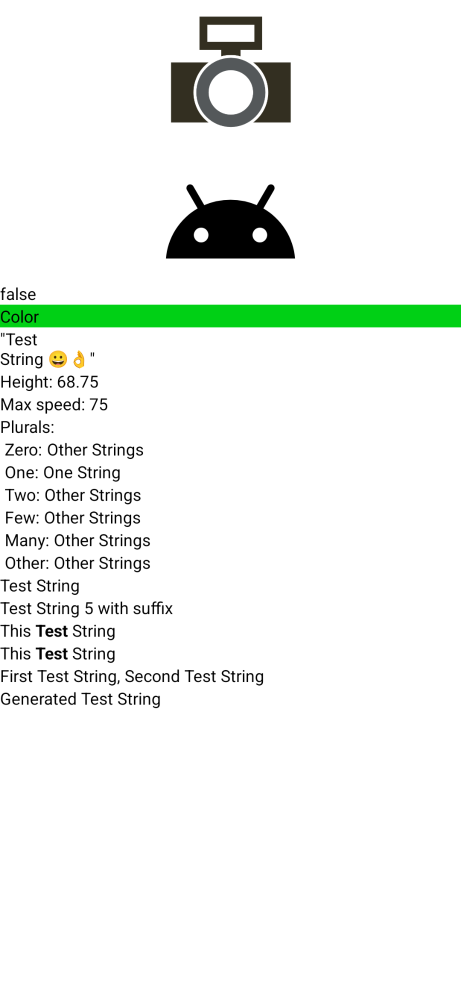 false
Color
"Test
String 😀👌"
Height: 68.75
Max speed: 75
Plurals:
Zero: Other Strings
One: One String
Two: Other Strings
Few: Other Strings
Many: Other Strings
Other: Other Strings
Test String
Test String 5 with suffix
This Test String
This Test String
First Test String, Second Test String
Generated Test String